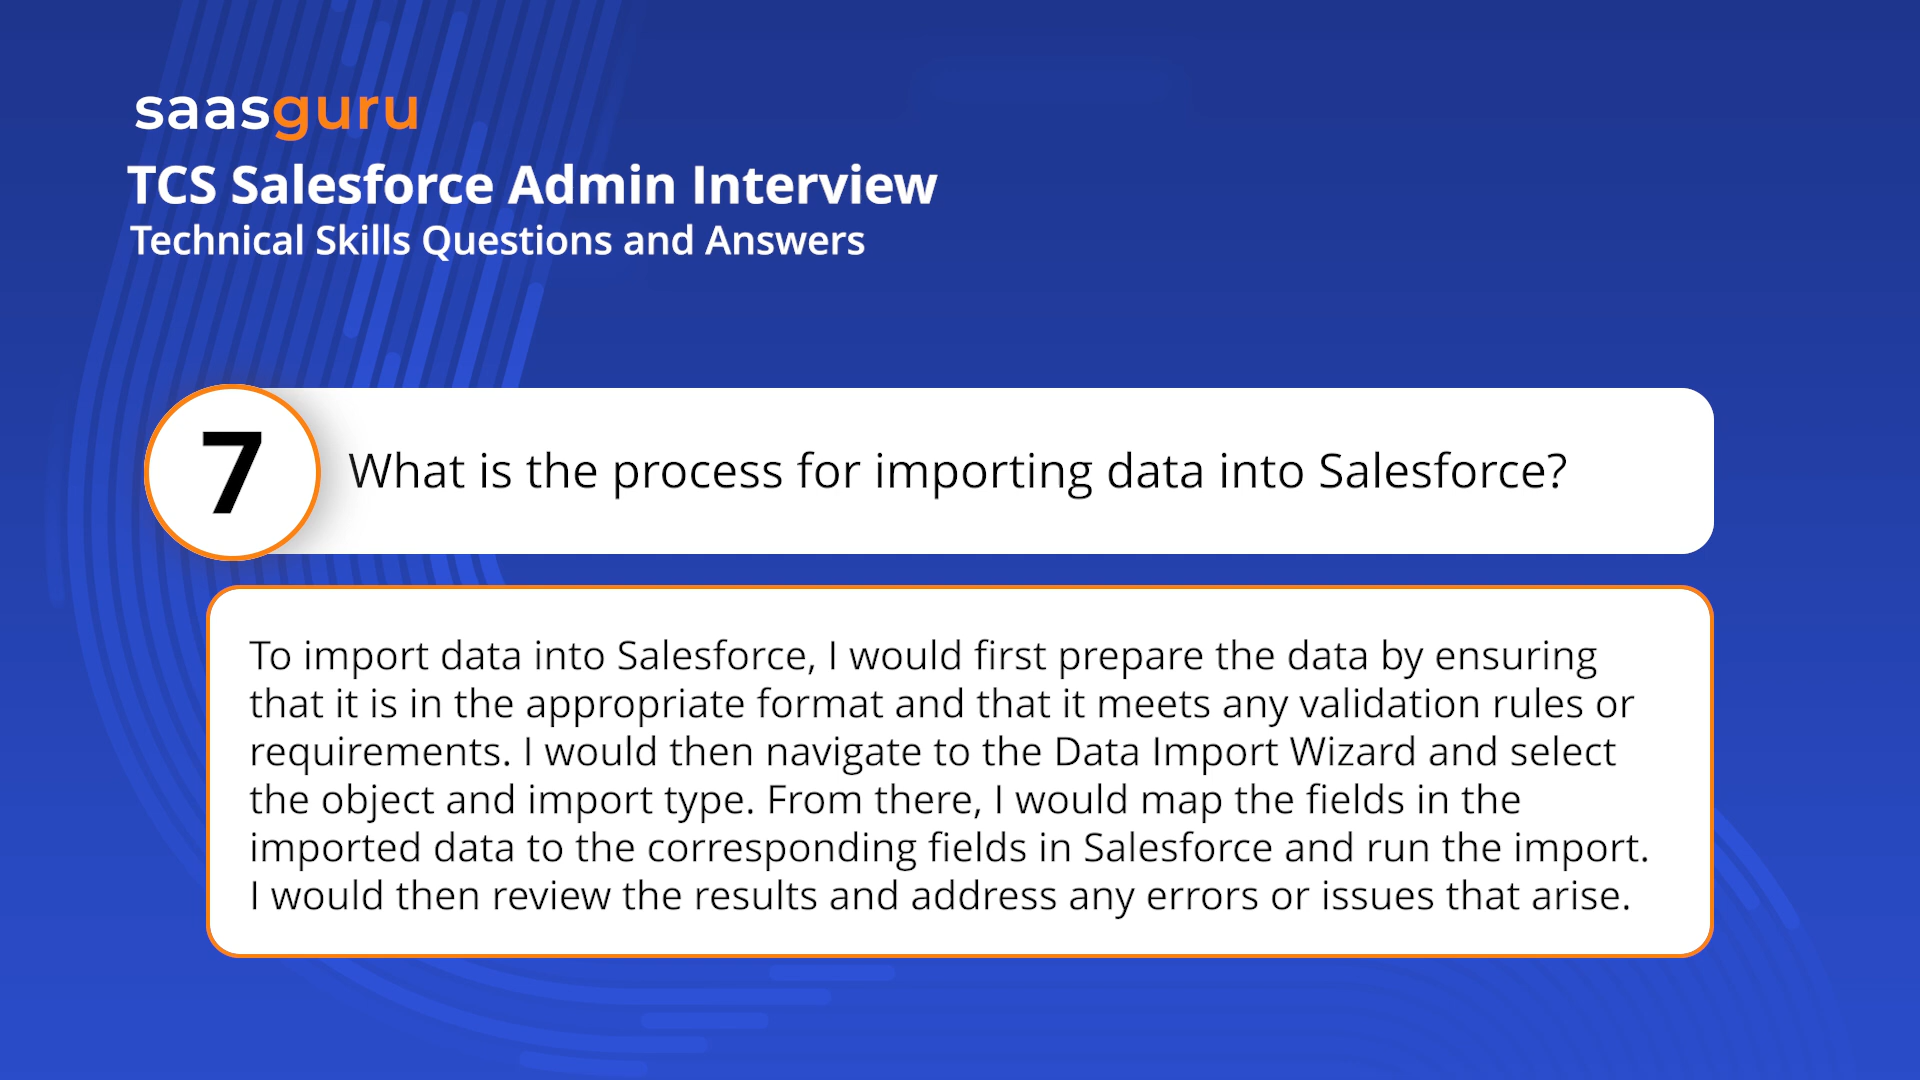 saasguru
TCS Salesforce Admin Interview
Technical Skills Questions and Answers
7
What is the process for importing data into Salesforce?
To import data into Salesforce, I would first prepare the data by ensuring
that it is in the appropriate format and that it meets any validation rules or
requirements. I would then navigate to the Data Import Wizard and select
the object and import type. From there, I would map the fields in the
imported data to the corresponding fields in Salesforce and run the import.
I would then review the results and address any errors or issues that arise.